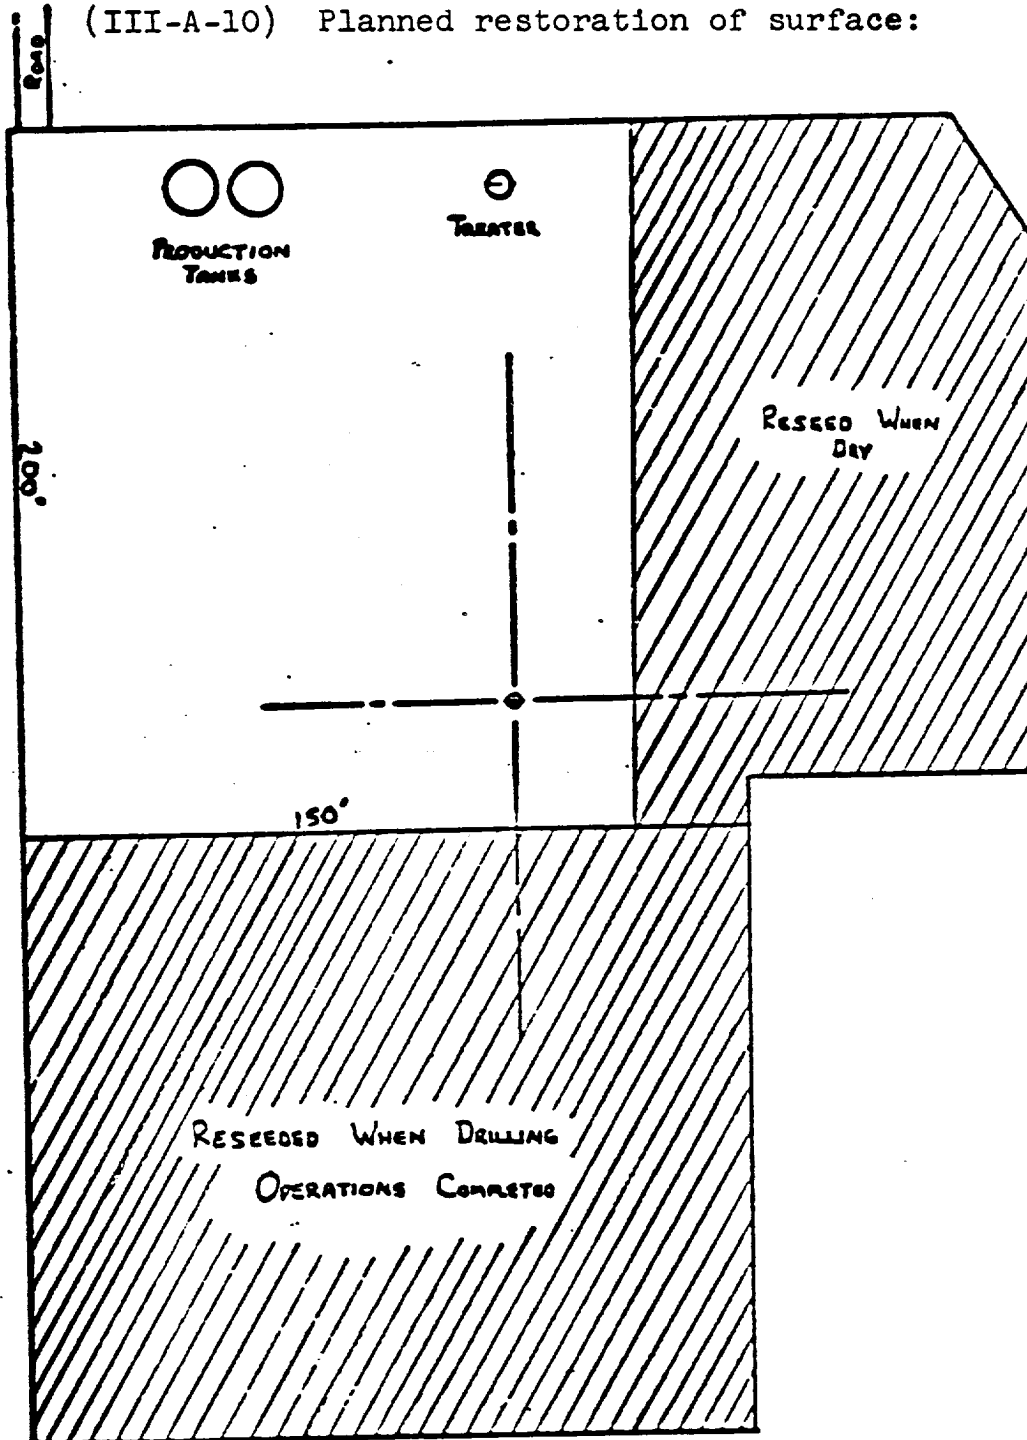 (III-A-10) Planned restoration of surface:
ROAD
PRODUCTION
TANKS
TREATER
RESEED WHEN
DRY
200'
150'
RESEEDED WHEN DRILLING
OPERATIONS COMPLETED